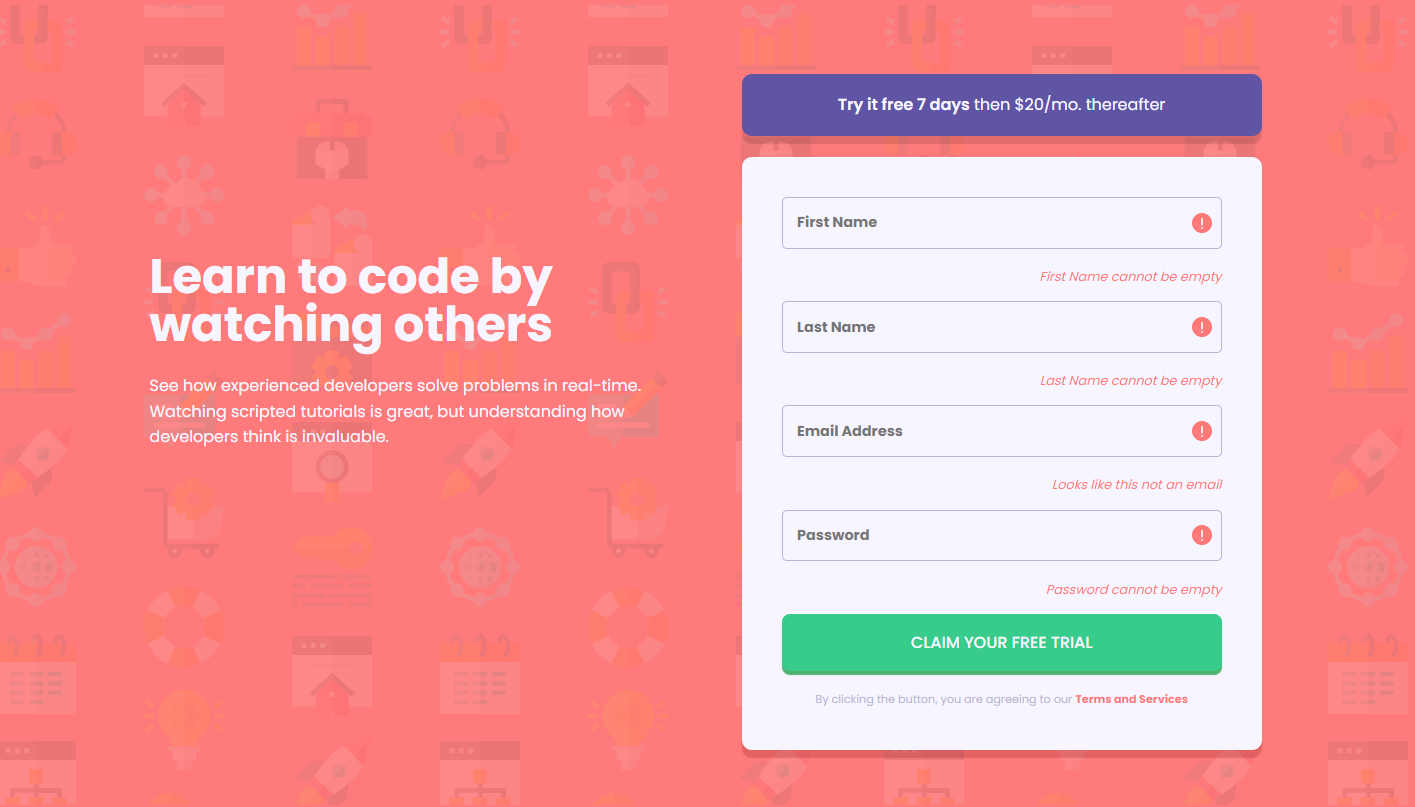 Learn to code by
watching others
See how experienced developers solve problems in real-time.
Watching scripted tutorials is great, but understanding how
developers think is invaluable.
Try it free 7 days then $20/mo. thereafter
First Name
First Name cannot be empty
Last Name
Last Name cannot be empty
Email Address
Looks like this not an email
Password
Password cannot be empty
CLAIM YOUR FREE TRIAL
By clicking the button, you are agreeing to our Terms and Services